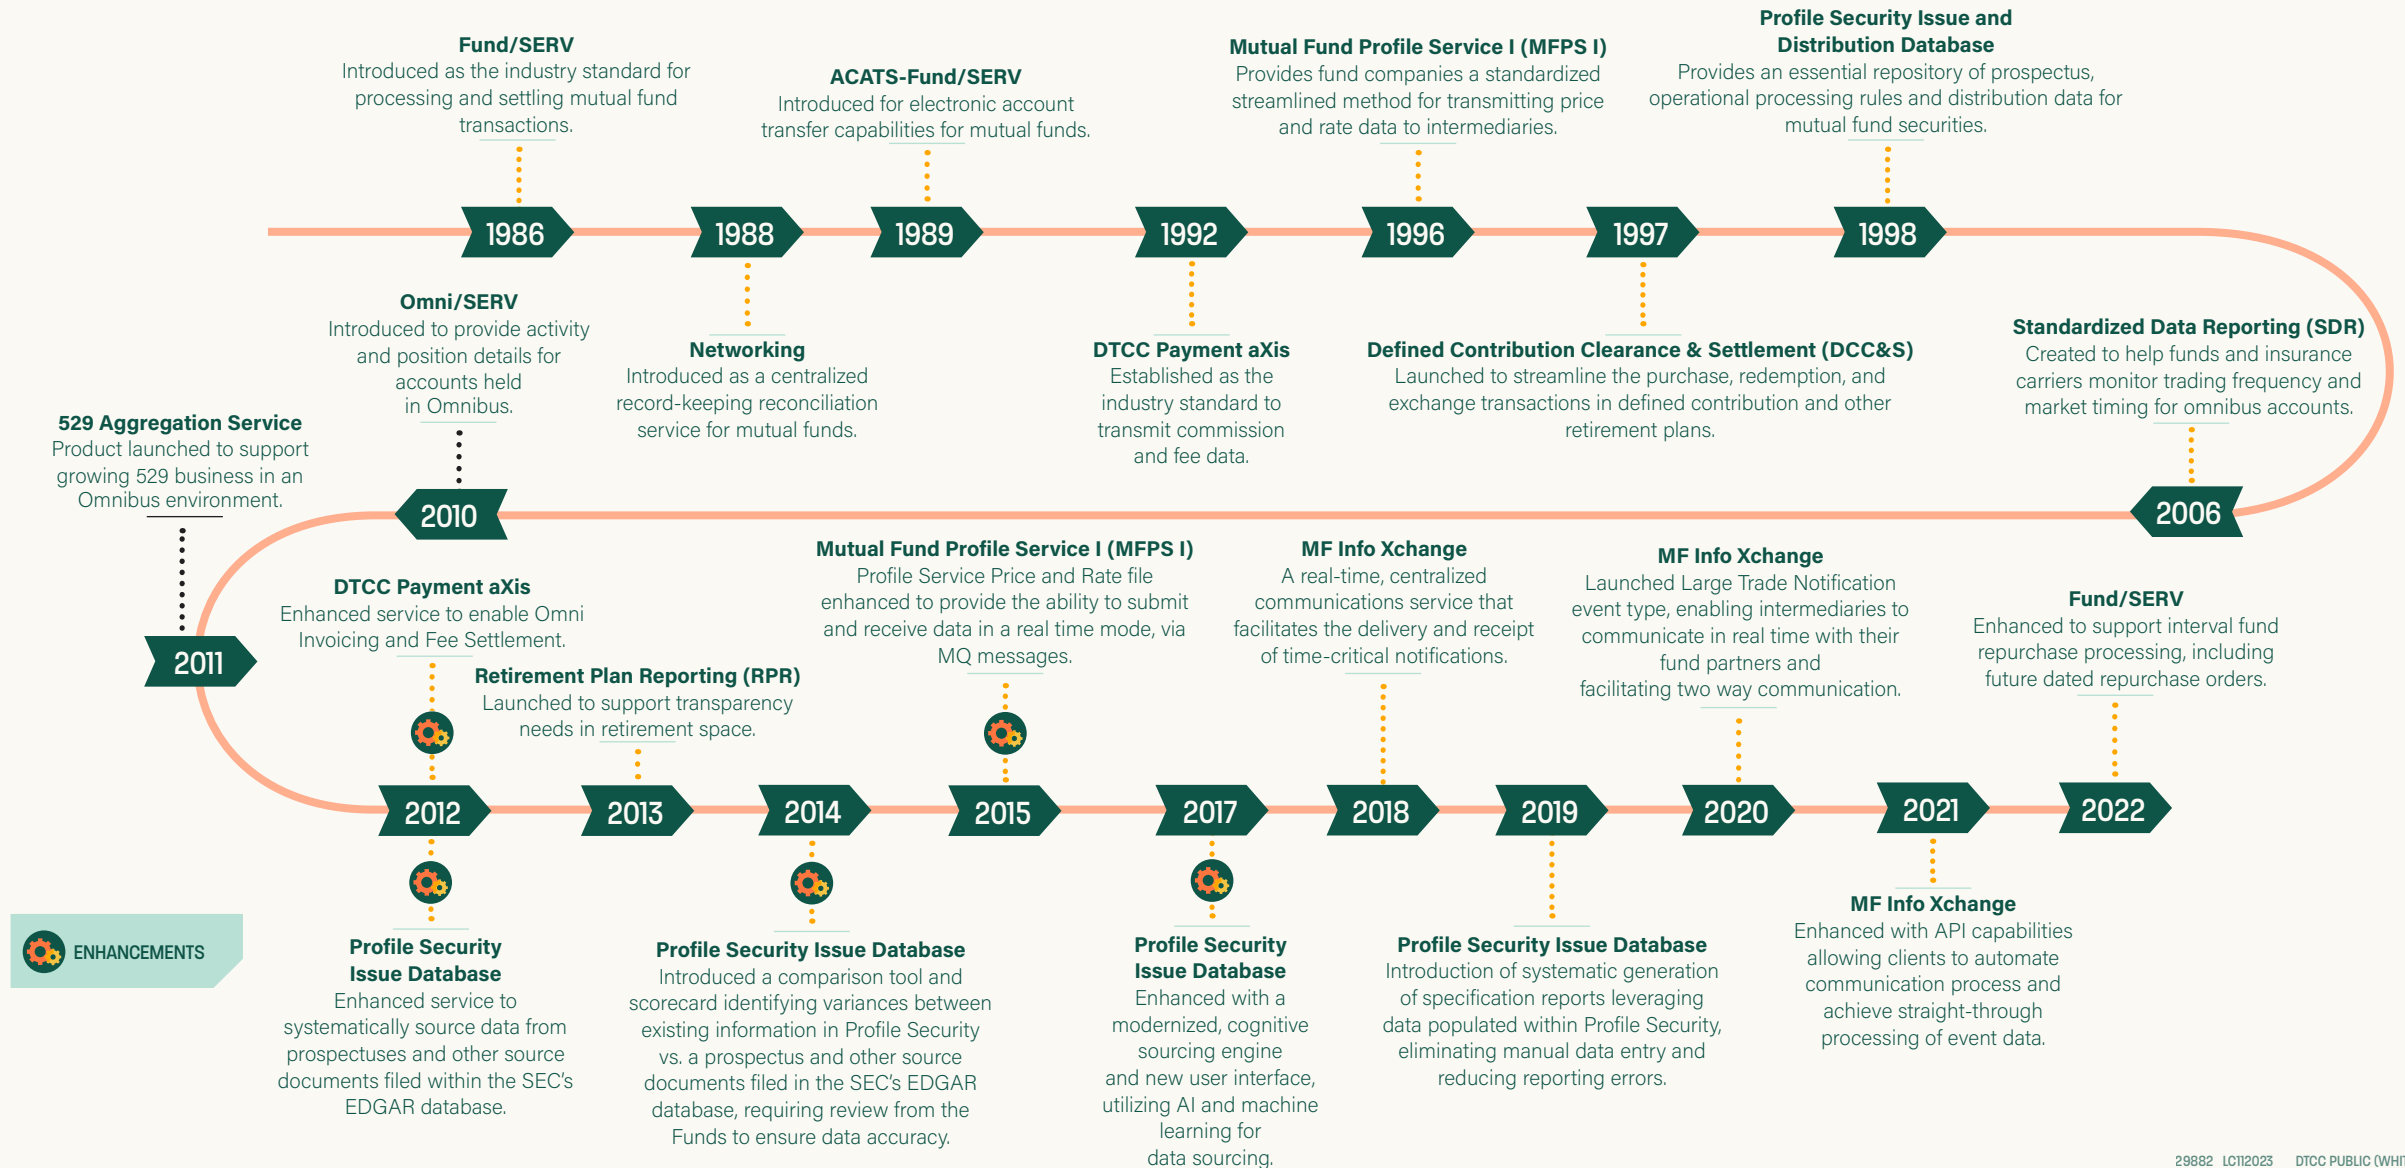 Fund/SERV
Introduced as the industry standard for
processing and settling mutual fund
transactions.
ACATS-Fund/SERV
Introduced for electronic account
transfer capabilities for mutual funds.
Mutual Fund Profile Service I (MFPS I)
Provides fund companies a standardized
streamlined method for transmitting price
and rate data to intermediaries.
Profile Security Issue and
Distribution Database
Provides an essential repository of prospectus,
operational processing rules and distribution data for
mutual fund securities.
1986
1988
1989
1992
1996
1997
1998
Networking
Introduced as a centralized
record-keeping reconciliation
service for mutual funds.
DTCC Payment aXis
Established as the
industry standard to
transmit commission
and fee data.
Defined Contribution Clearance & Settlement (DCC&S)
Launched to streamline the purchase, redemption, and
exchange transactions in defined contribution and other
retirement plans.
Standardized Data Reporting (SDR)
Created to help funds and insurance
carriers monitor trading frequency and
market timing for omnibus accounts.
2006
Omni/SERV
Introduced to provide activity
and position details for
accounts held
in Omnibus.
2010
529 Aggregation Service
Product launched to support
growing 529 business in an
Omnibus environment.
2011
DTCC Payment aXis
Enhanced service to enable Omni
Invoicing and Fee Settlement.
Retirement Plan Reporting (RPR)
Launched to support transparency
needs in retirement space.
Mutual Fund Profile Service I (MFPS I)
Profile Service Price and Rate file
enhanced to provide the ability to submit
and receive data in a real time mode, via
MQ messages.
MF Info Xchange
A real-time, centralized
communications service that
facilitates the delivery and receipt
of time-critical notifications.
MF Info Xchange
Launched Large Trade Notification
event type, enabling intermediaries to
communicate in real time with their
fund partners and
facilitating two way communication.
Fund/SERV
Enhanced to support interval fund
repurchase processing, including
future dated repurchase orders.
2012
2013
2014
2015
2017
2018
2019
2020
2021
2022
ENHANCEMENTS
Profile Security
Issue Database
Enhanced service to
systematically source data from
prospectuses and other source
documents filed within the SEC's
EDGAR database.
Profile Security Issue Database
Introduced a comparison tool and
scorecard identifying variances between
existing information in Profile Security
vs. a prospectus and other source
documents filed in the SEC's EDGAR
database, requiring review from the
Funds to ensure data accuracy.
Profile Security
Issue Database
Enhanced with a
modernized, cognitive
sourcing engine
and new user interface,
utilizing AI and machine
learning for
data sourcing.
Profile Security Issue Database
Introduction of systematic generation
of specification reports leveraging
data populated within Profile Security,
eliminating manual data entry and
reducing reporting errors.
MF Info Xchange
Enhanced with API capabilities
allowing clients to automate
communication process and
achieve straight-through
processing of event data.
29882 LC112023 DTCC PUBLIC (WHI